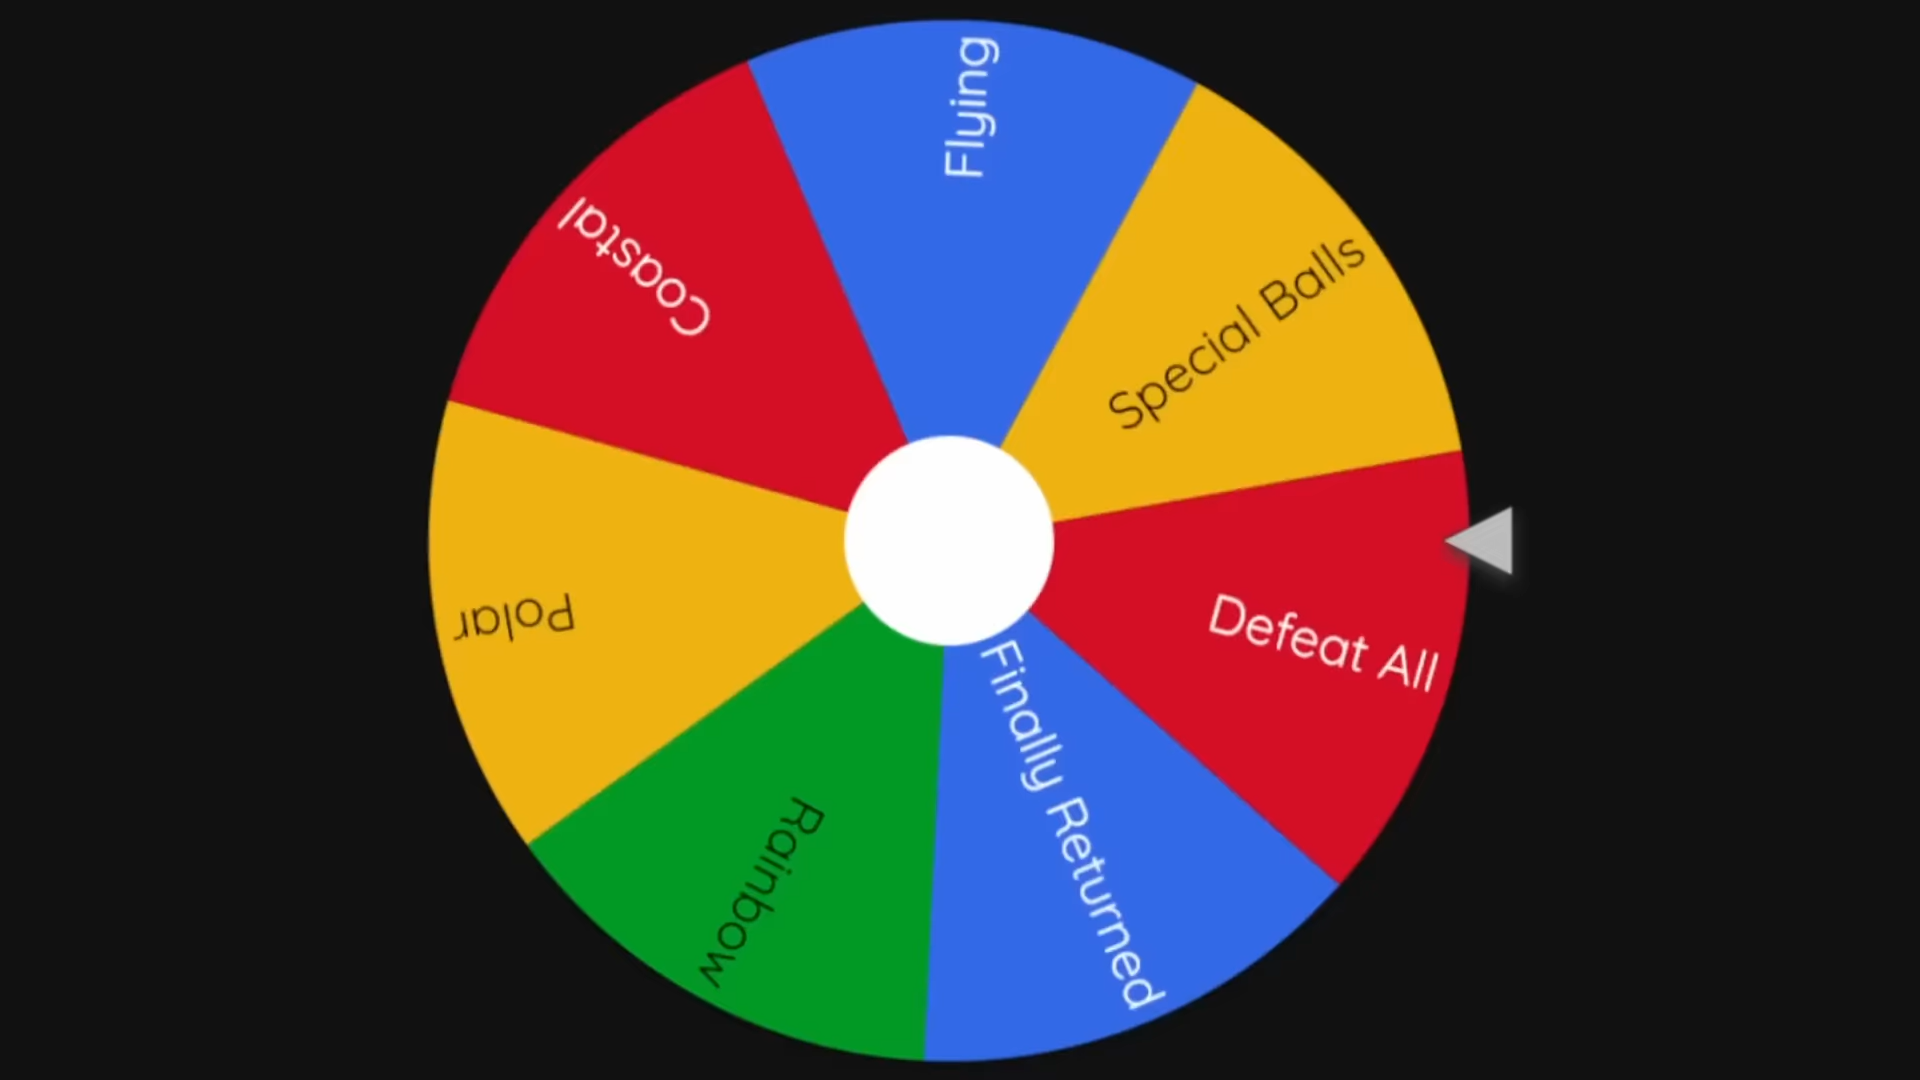 Flying
Special Balls
Defeat All
Finally Returned
Rainbow
Polar
Coastal